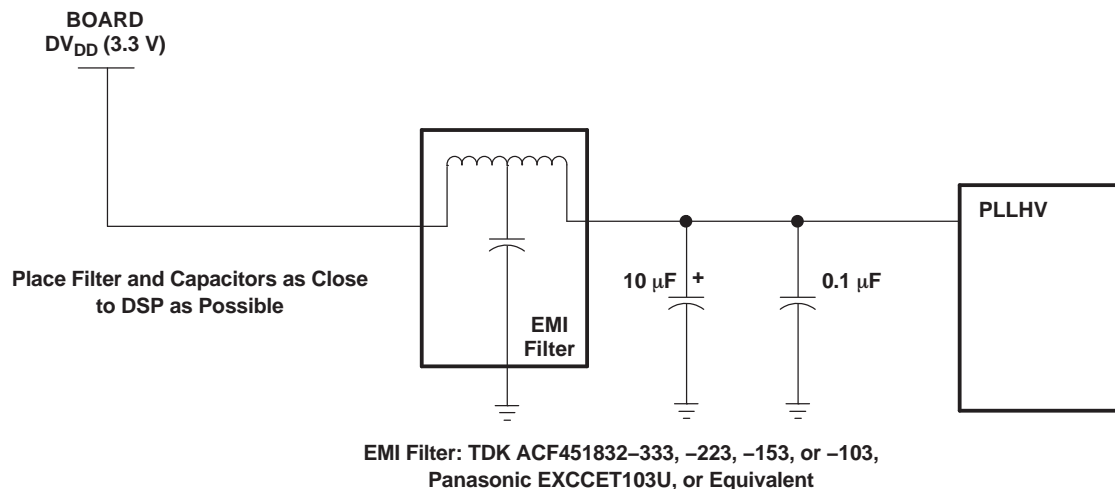 BOARD
DVDD (3.3 V)
PLLHV
Place Filter and Capacitors as Close
to DSP as Possible
10 μF +
0.1 μF
EMI
Filter
EMI Filter: TDK ACF451832–333, –223, –153, or –103,
Panasonic EXCCET103U, or Equivalent